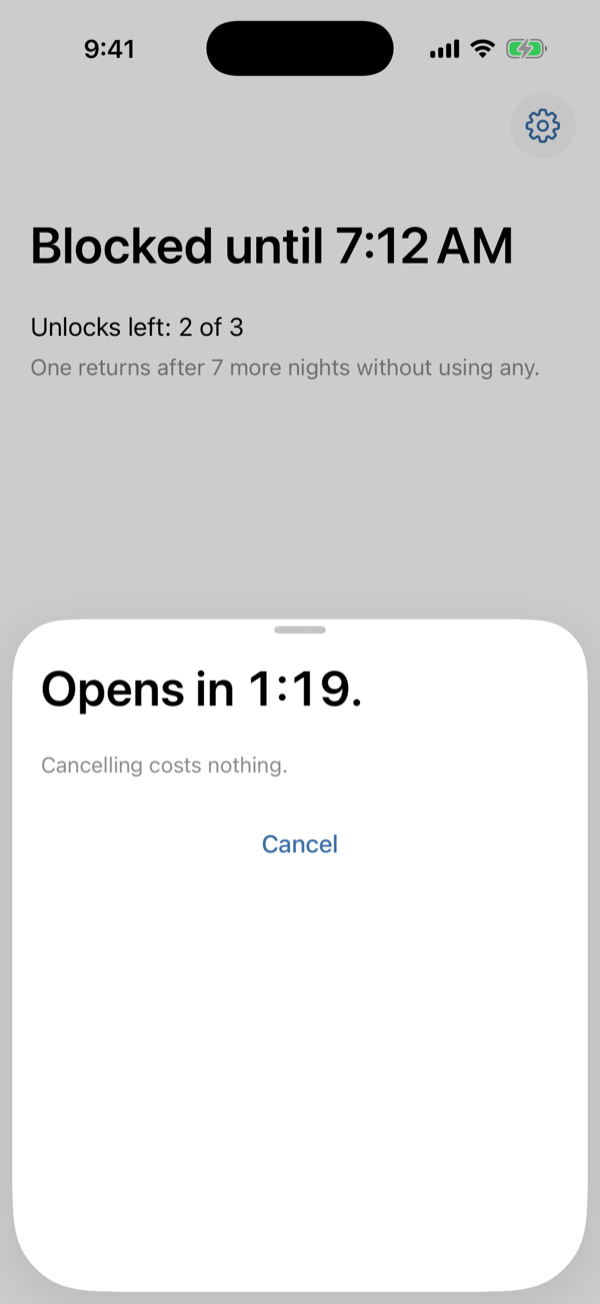 9:41
Blocked until 7:12 AM
Unlocks left: 2 of 3
One returns after 7 more nights without using any.
Opens in 1:19.
Cancelling costs nothing.
Cancel